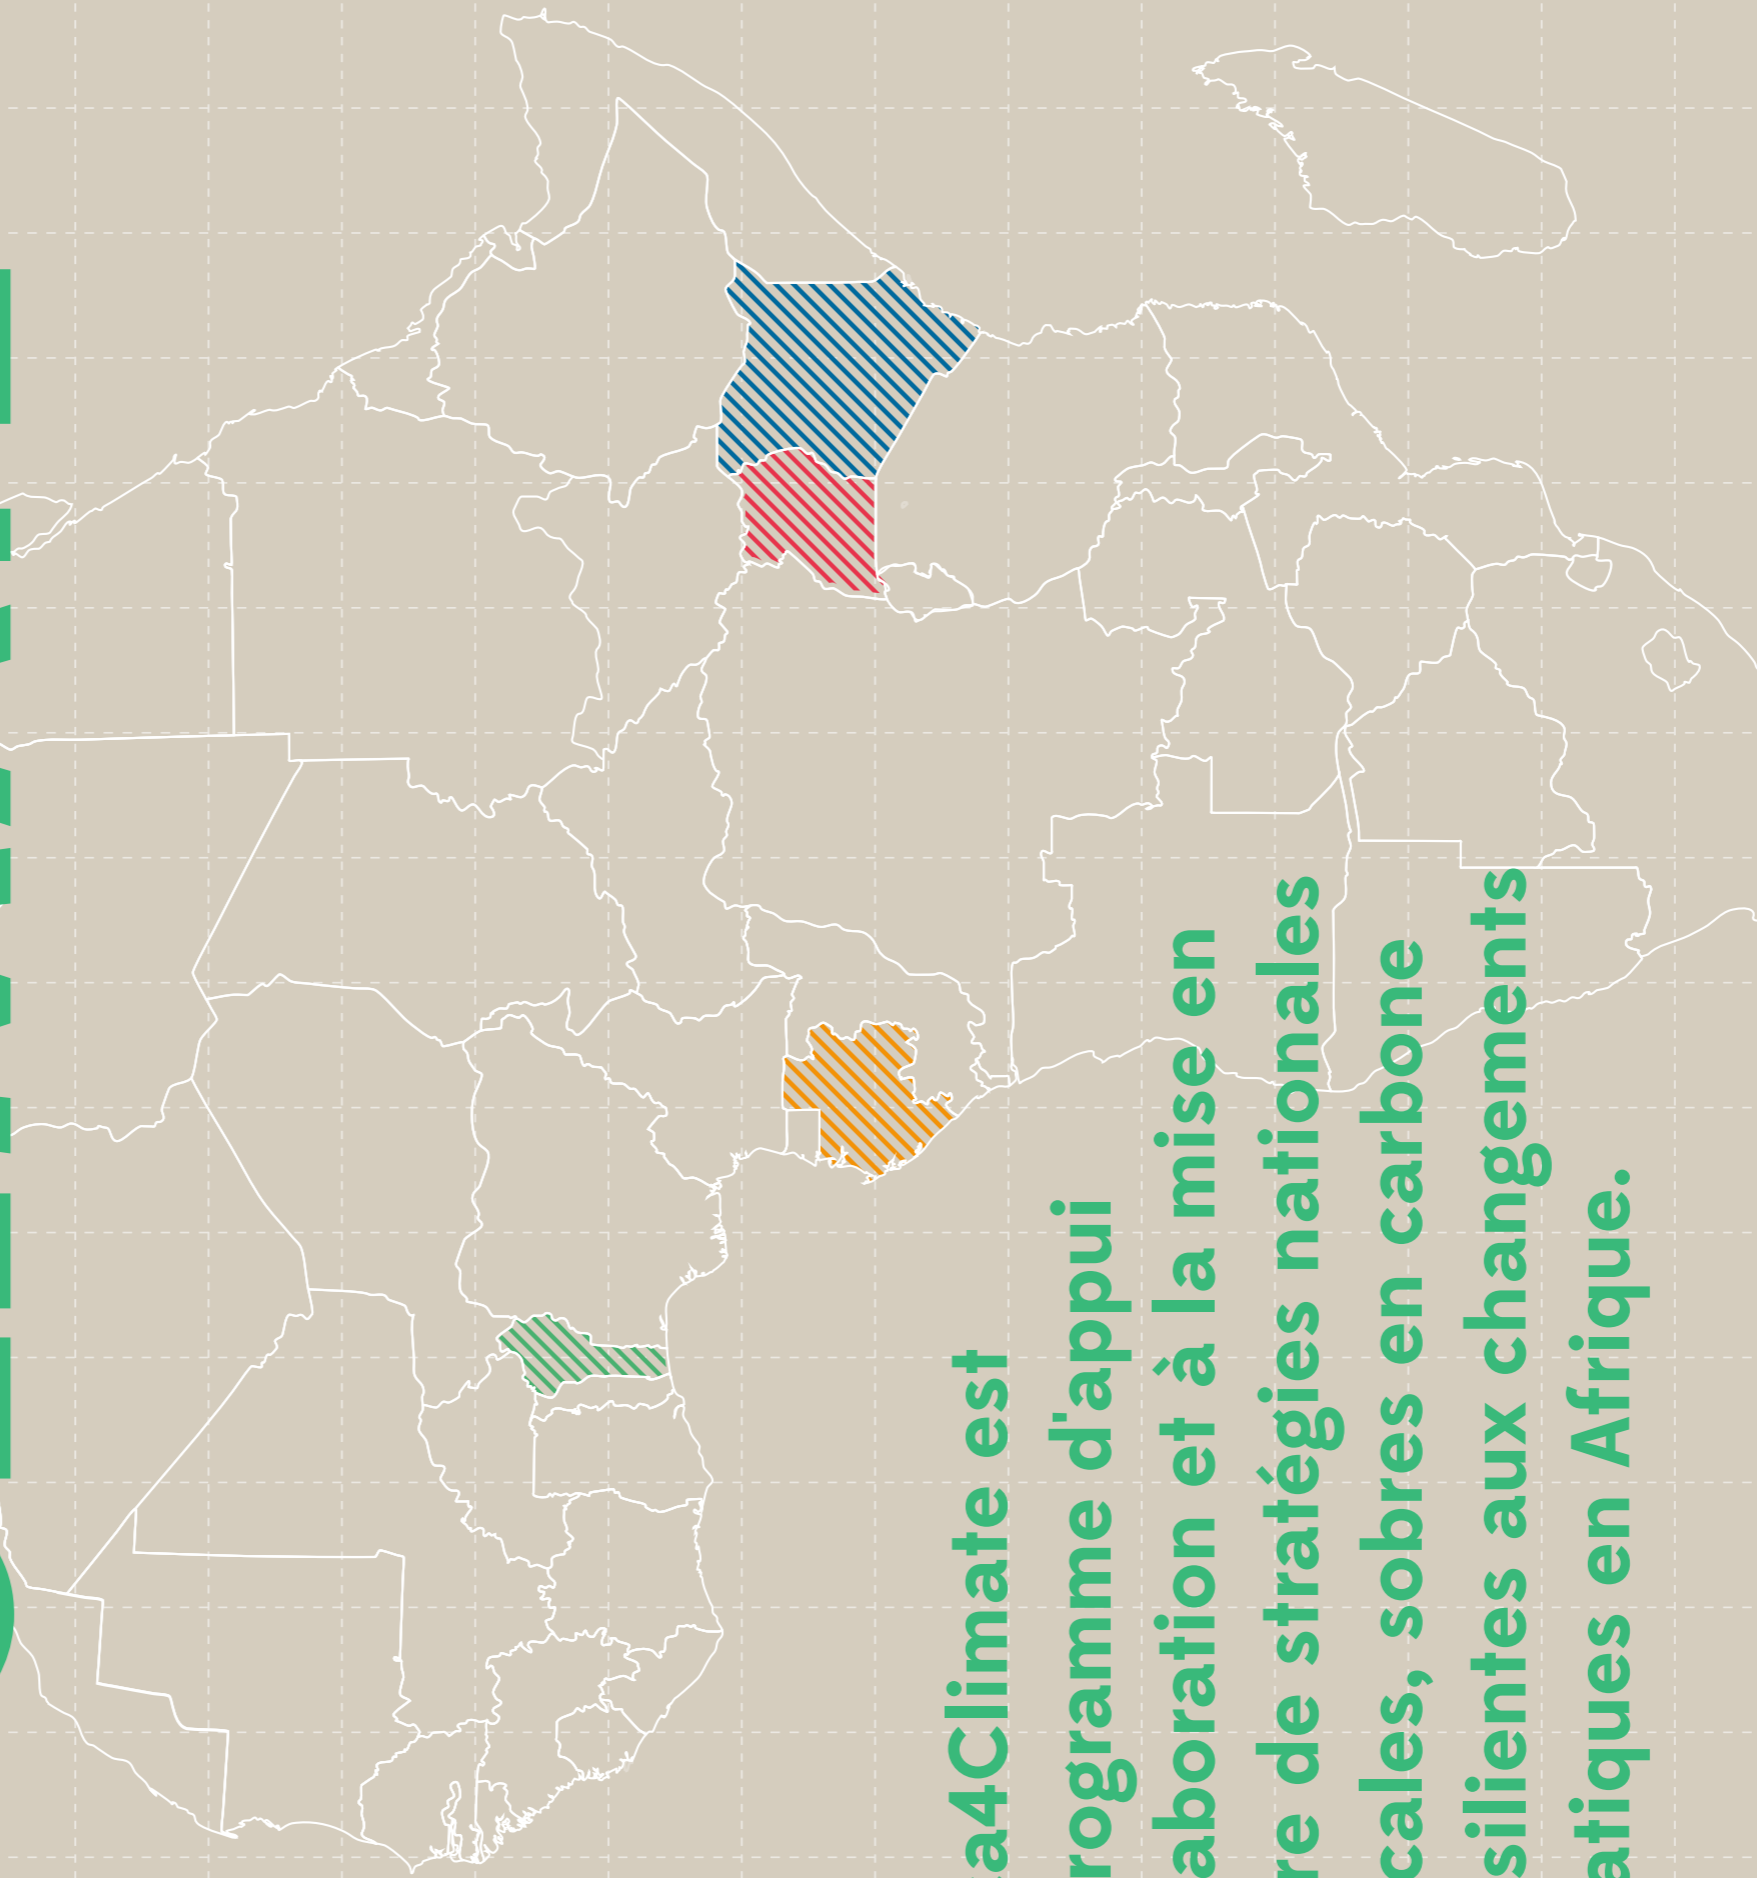 a4Climate est
rogramme d'appui
aboration et à la mise en
re de stratégies nationales
cales, sobres en carbone
silientes aux changements
atiques en Afrique.